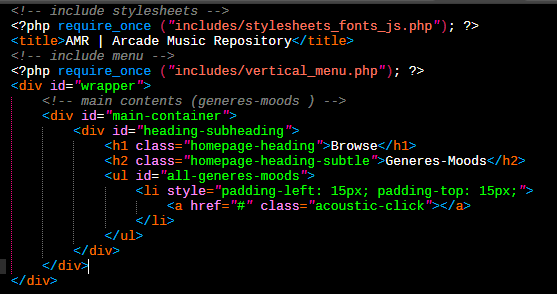 <!-- include stylesheets -->
<?php require_once ("includes/stylesheets_fonts_js.php"); ?>
<title>AMR | Arcade Music Repository</title>
<!-- include menu -->
<?php require_once ("includes/vertical_menu.php"); ?>
<div id="wrapper">
    <!-- main contents (generes-moods ) -->
    <div id="main-container">
        <div id="heading-subheading">
            <h1 class="homepage-heading">Browse</h1>
            <h2 class="homepage-heading-subtle">Generes-Moods</h2>
            <ul id="all-generes-moods">
                <li style="padding-left: 15px; padding-top: 15px;">
                    <a href="#" class="acoustic-click"></a>
                </li>
            </ul>
        </div>
    </div>
</div>